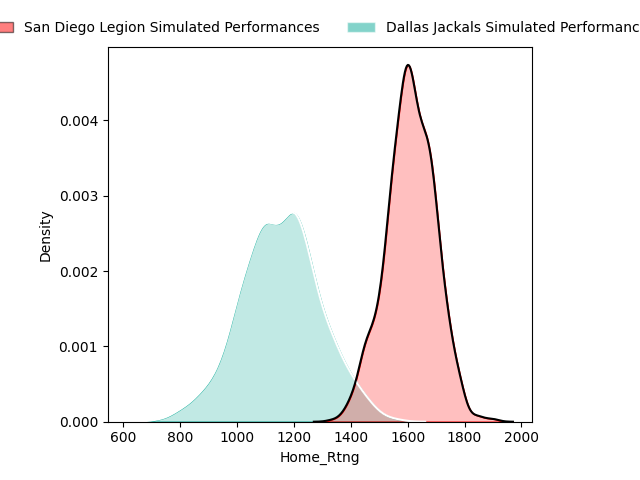 San Diego Legion Simulated Performances
Dallas Jackals Simulated Performanc
0.004
0.003
0.002
0.001
0.000
Density
600 800 1000 1200 1400 1600 1800 2000
Home_Rtng